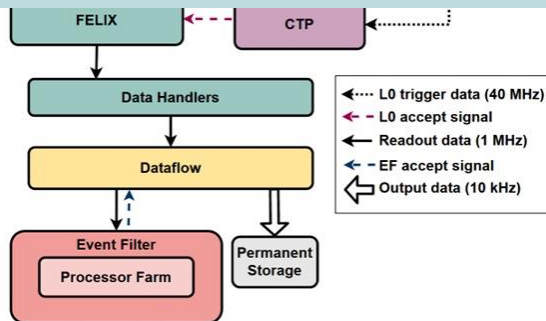 FELIX
CTP
Data Handlers
Dataflow
Event Filter
Processor Farm
Permanent
Storage
L0 trigger data (40 MHz)
L0 accept signal
Readout data (1 MHz)
EF accept signal
Output data (10 kHz)